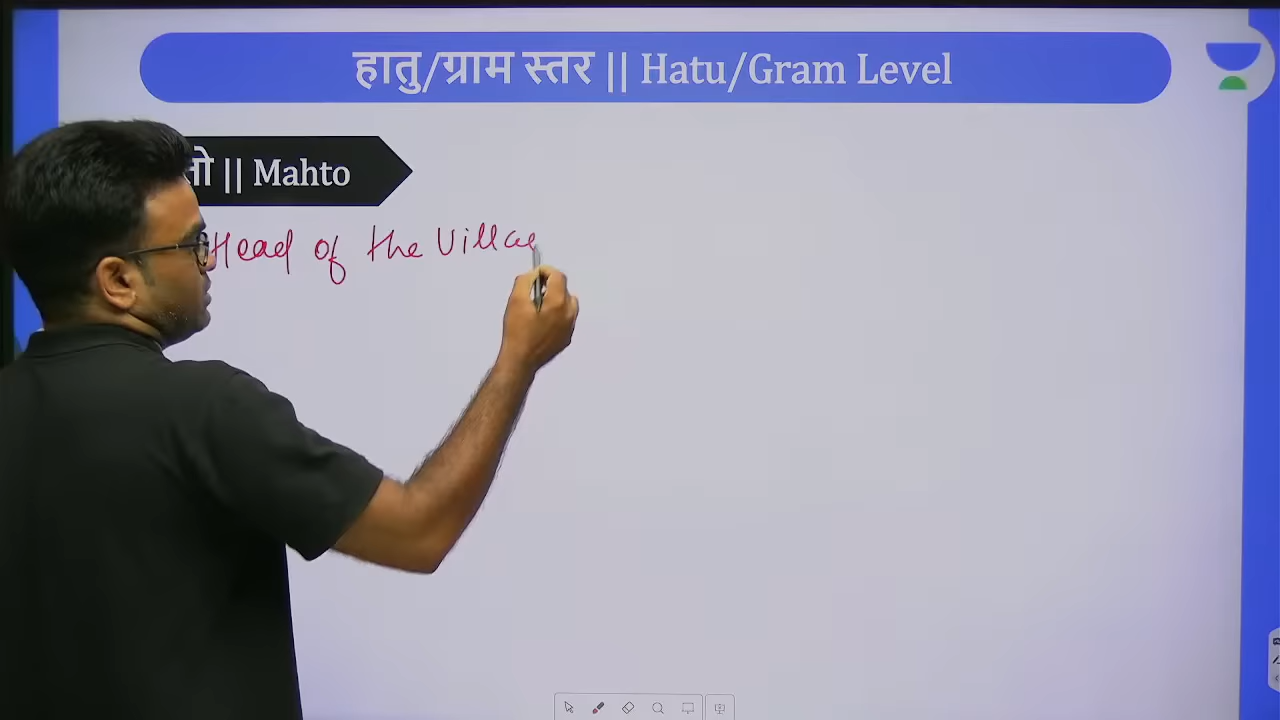 हातु/ग्राम स्तर || Hatu/Gram Level
तो || Mahto
Head of the